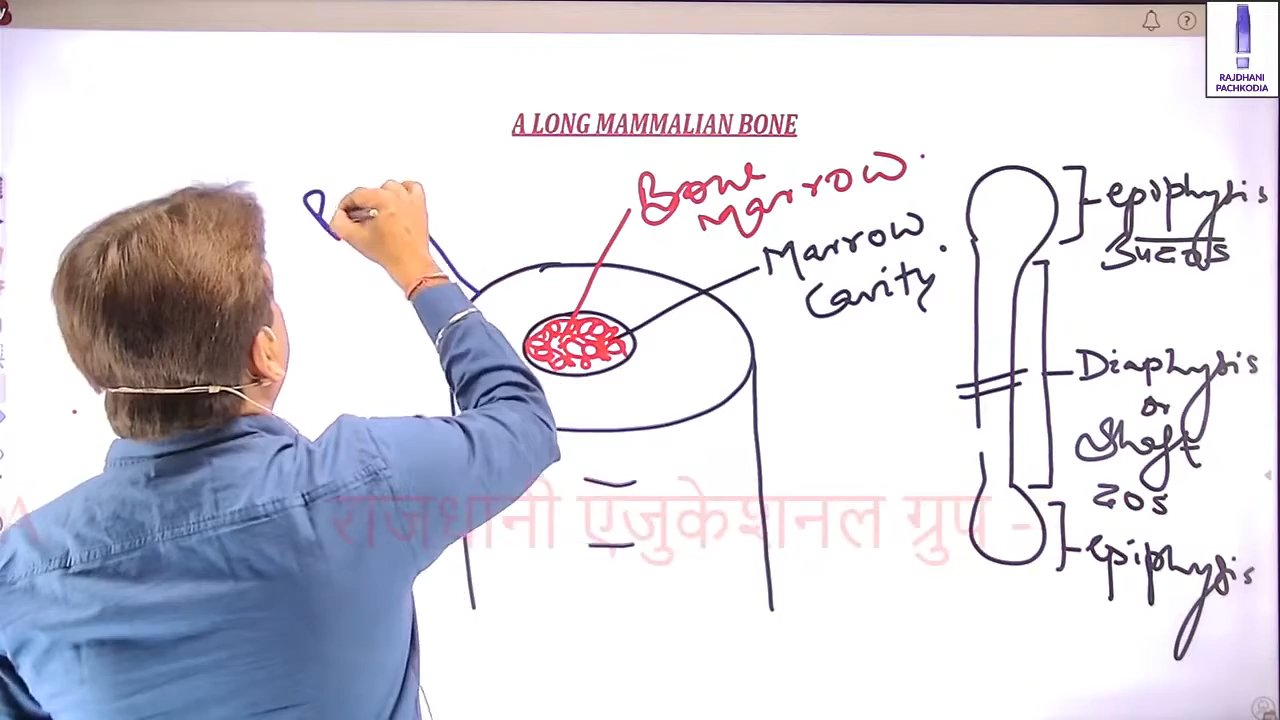 RAJDHANI
PACHKODIA
A LONG MAMMALIAN BONE
Bone
Marrow
Marrow
Cavity
epiphysis
Diaphysis
or
Shaft
epiphysis
राजधानी एजुकेशनल ग्रुप -